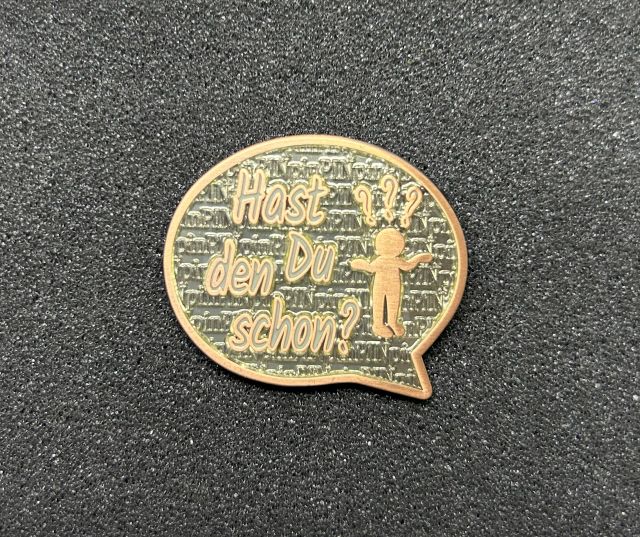 Hast ???
den Du
schon?